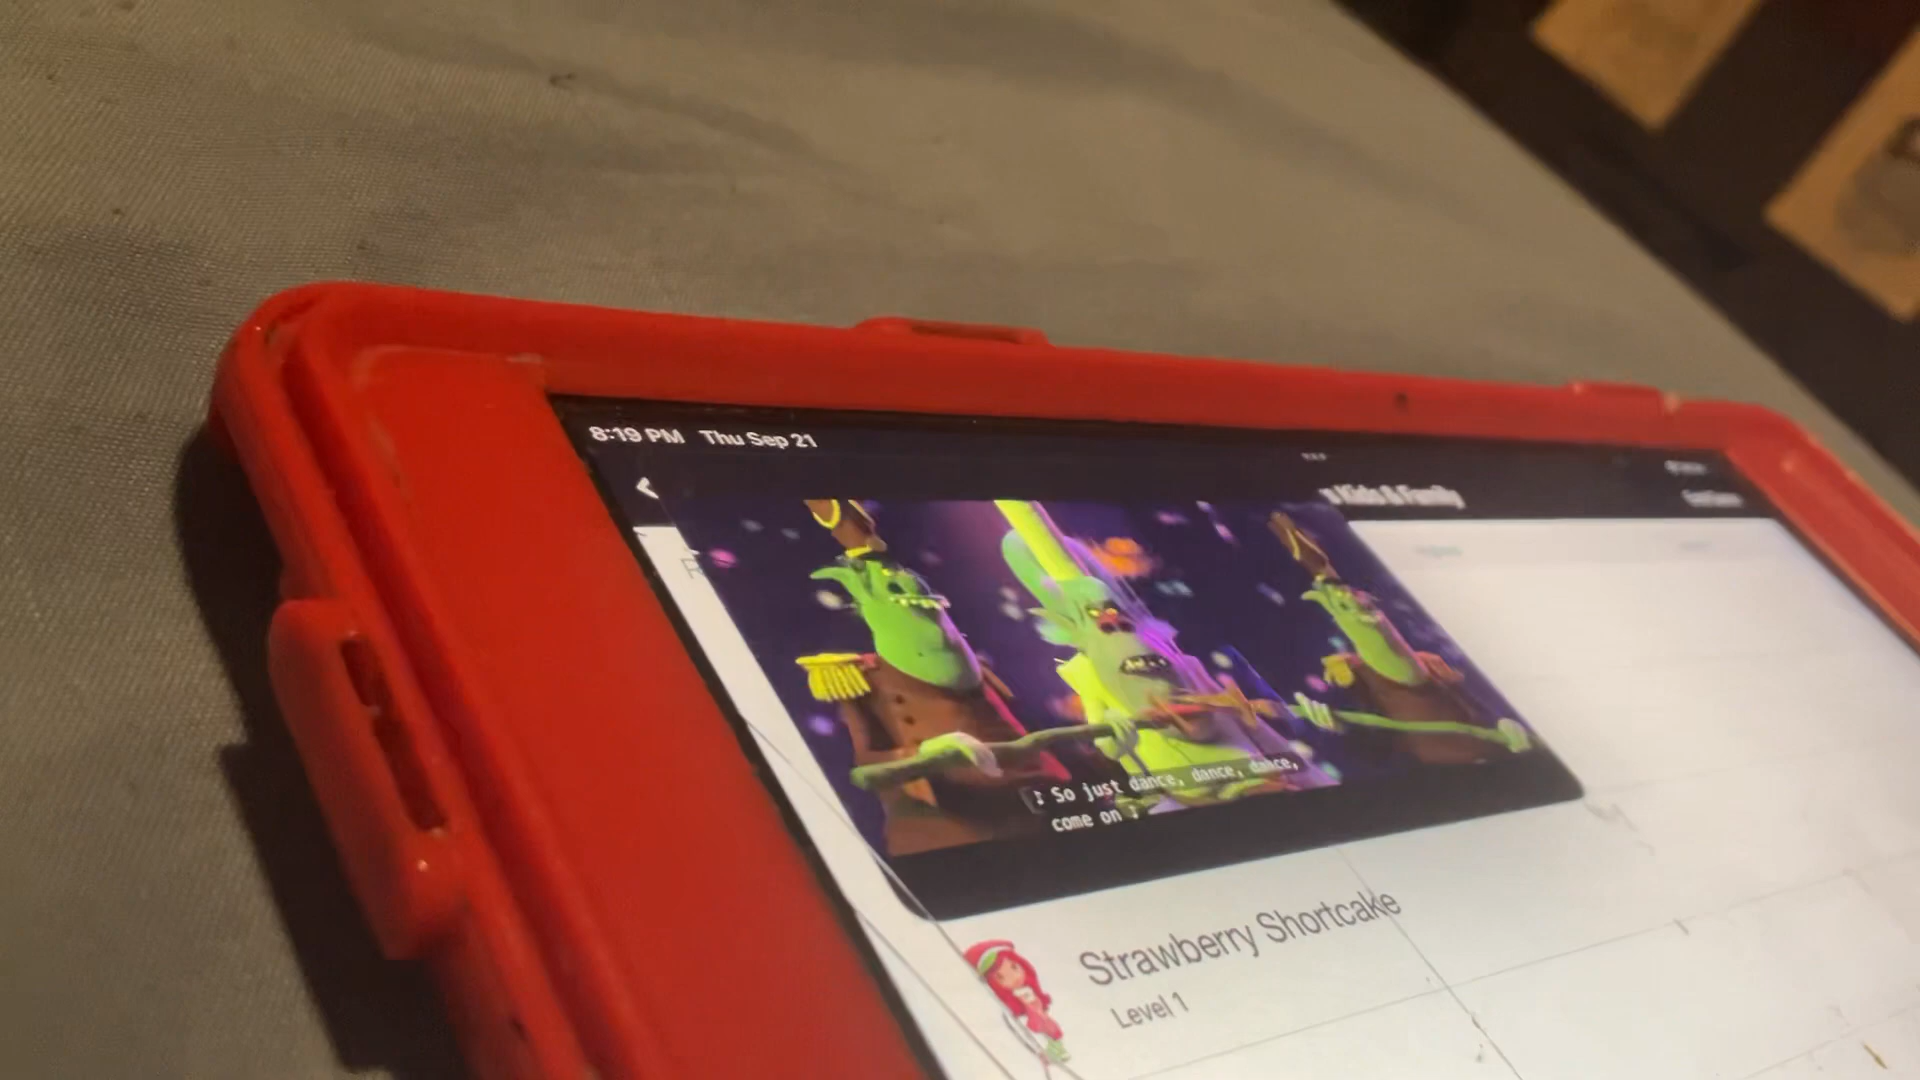 8:19 PM Thu Sep 21
s Kids & Family
♪ So just dance, dance, dance,
come on ♪
Strawberry Shortcake
Level 1